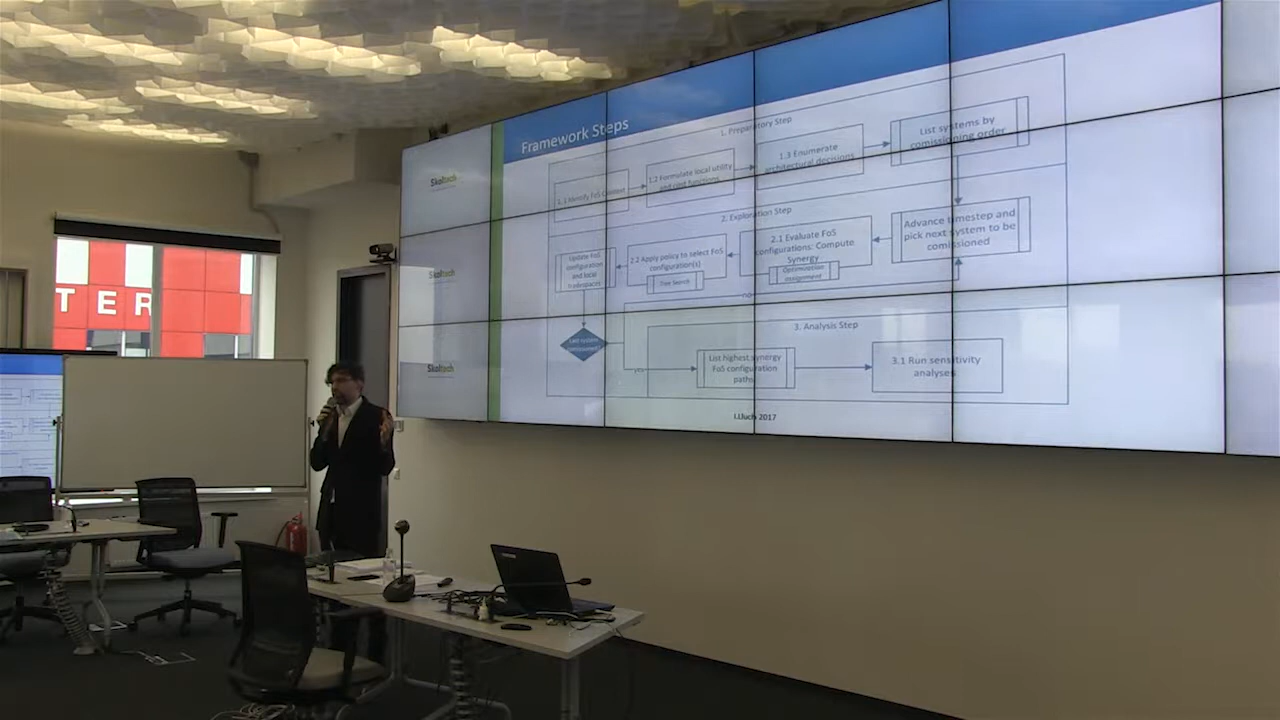 Framework Steps
Skoltech
Skoltech
Skoltech
1. Preparatory Step
1.1 Identify FoS Context
1.2 Formulate local utility
and cost functions
1.3 Enumerate
architectural decisions
List systems by
comissioning order
2. Exploration Step
Update FoS
configuration
and local
tradespaces
2.2 Apply policy to select FoS
configuration(s)
Tree Search
2.1 Evaluate FoS
configurations: Compute
Synergy
Optimization
assignment
Advance timestep and
pick next system to be
comissioned
Last system
comissioned?
3. Analysis Step
List highest synergy
FoS configuration
paths
3.1 Run sensitivity
analyses
I.Lluch 2017
TER